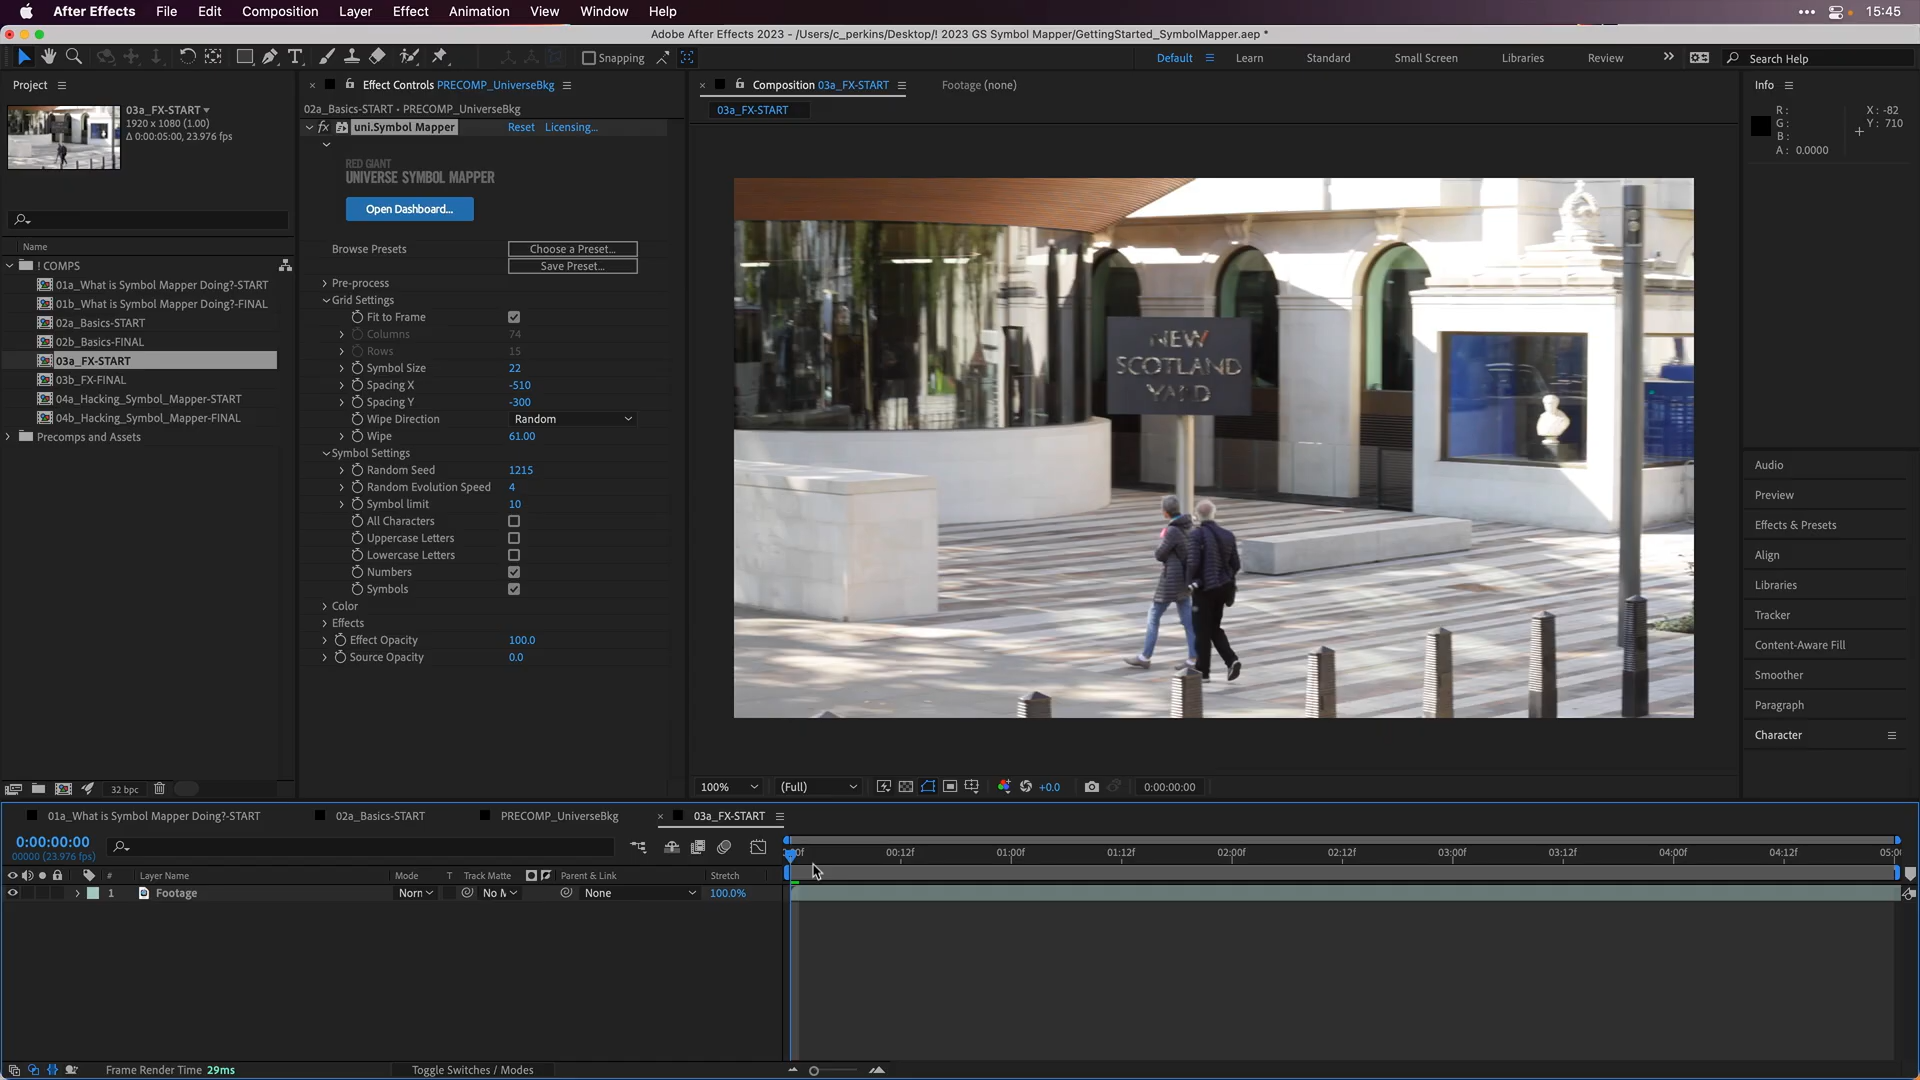 After Effects File Edit Composition Layer Effect Animation View Window Help 15:45
Adobe After Effects 2023 - /Users/c_perkins/Desktop/! 2023 GS Symbol Mapper/GettingStarted_SymbolMapper.aep *
Snapping Default Learn Standard Small Screen Libraries Review Search Help
Project
03a_FX-START
1920 x 1080 (1.00)
Δ 0:00:05:00, 23.976 fps
Name
! COMPS
01a_What is Symbol Mapper Doing?-START
01b_What is Symbol Mapper Doing?-FINAL
02a_Basics-START
02b_Basics-FINAL
03a_FX-START
03b_FX-FINAL
04a_Hacking_Symbol_Mapper-START
04b_Hacking_Symbol_Mapper-FINAL
Precomps and Assets
32 bpc
Effect Controls PRECOMP_UniverseBkg
02a_Basics-START • PRECOMP_UniverseBkg
fx uni.Symbol Mapper Reset Licensing...
RED GIANT
UNIVERSE SYMBOL MAPPER
Open Dashboard...
Browse Presets Choose a Preset...
Save Preset...
Pre-process
Grid Settings
Fit to Frame
Columns 74
Rows 15
Symbol Size 22
Spacing X -510
Spacing Y -300
Wipe Direction Random
Wipe 61.00
Symbol Settings
Random Seed 1215
Random Evolution Speed 4
Symbol limit 10
All Characters
Uppercase Letters
Lowercase Letters
Numbers
Symbols
Color
Effects
Effect Opacity 100.0
Source Opacity 0.0
Composition 03a_FX-START Footage (none)
03a_FX-START
NEW
SCOTLAND
YARD
100% (Full) +0.0 0:00:00:00
Info
R: X: -82
G: Y: 710
B:
A: 0.0000
Audio
Preview
Effects & Presets
Align
Libraries
Tracker
Content-Aware Fill
Smoother
Paragraph
Character
01a_What is Symbol Mapper Doing?-START 02a_Basics-START PRECOMP_UniverseBkg 03a_FX-START
0:00:00:00
00000 (23.976 fps)
00:12f 01:00f 01:12f 02:00f 02:12f 03:00f 03:12f 04:00f 04:12f
# Layer Name Mode T Track Matte Parent & Link Stretch
1 Footage Norr No M None 100.0%
Frame Render Time 29ms Toggle Switches / Modes